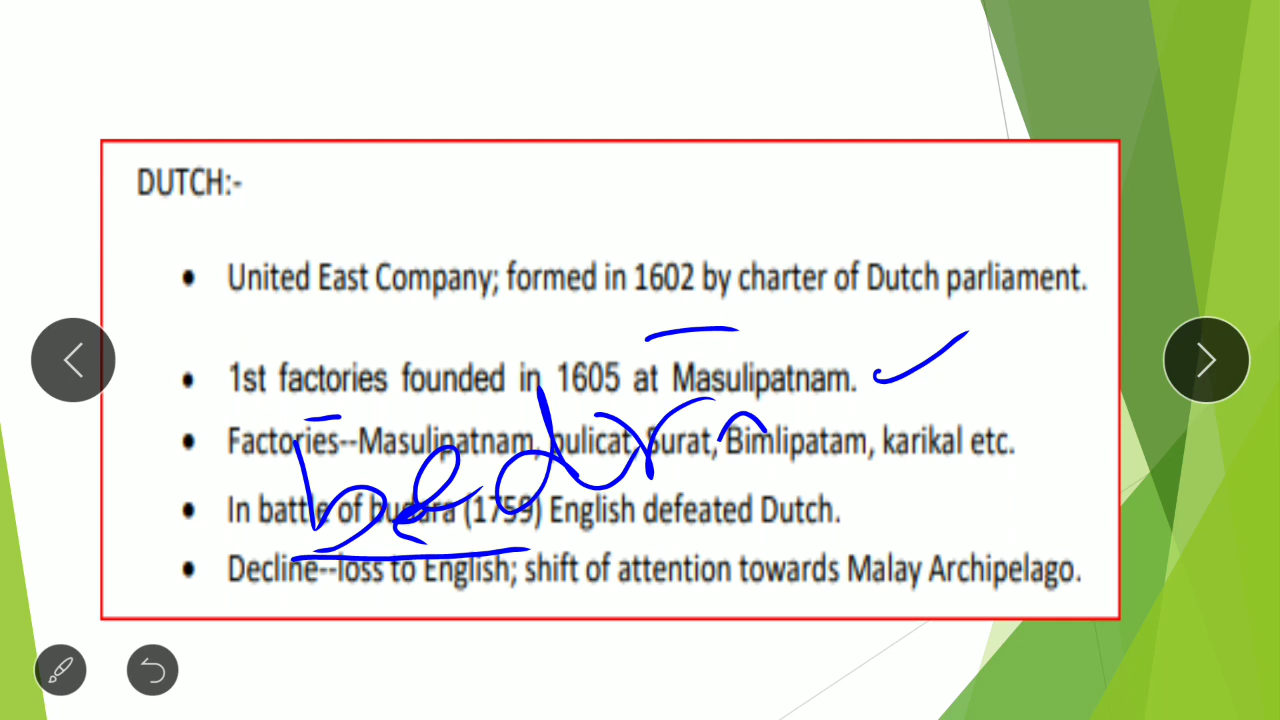 DUTCH:-
United East Company; formed in 1602 by charter of Dutch parliament.
1st factories founded in 1605 at Masulipatnam.
Factories--Masulipatnam, pulicat, Surat, Bimlipatam, karikal etc.
bedra
In battle of budara (1759) English defeated Dutch.
Decline--loss to English; shift of attention towards Malay Archipelago.